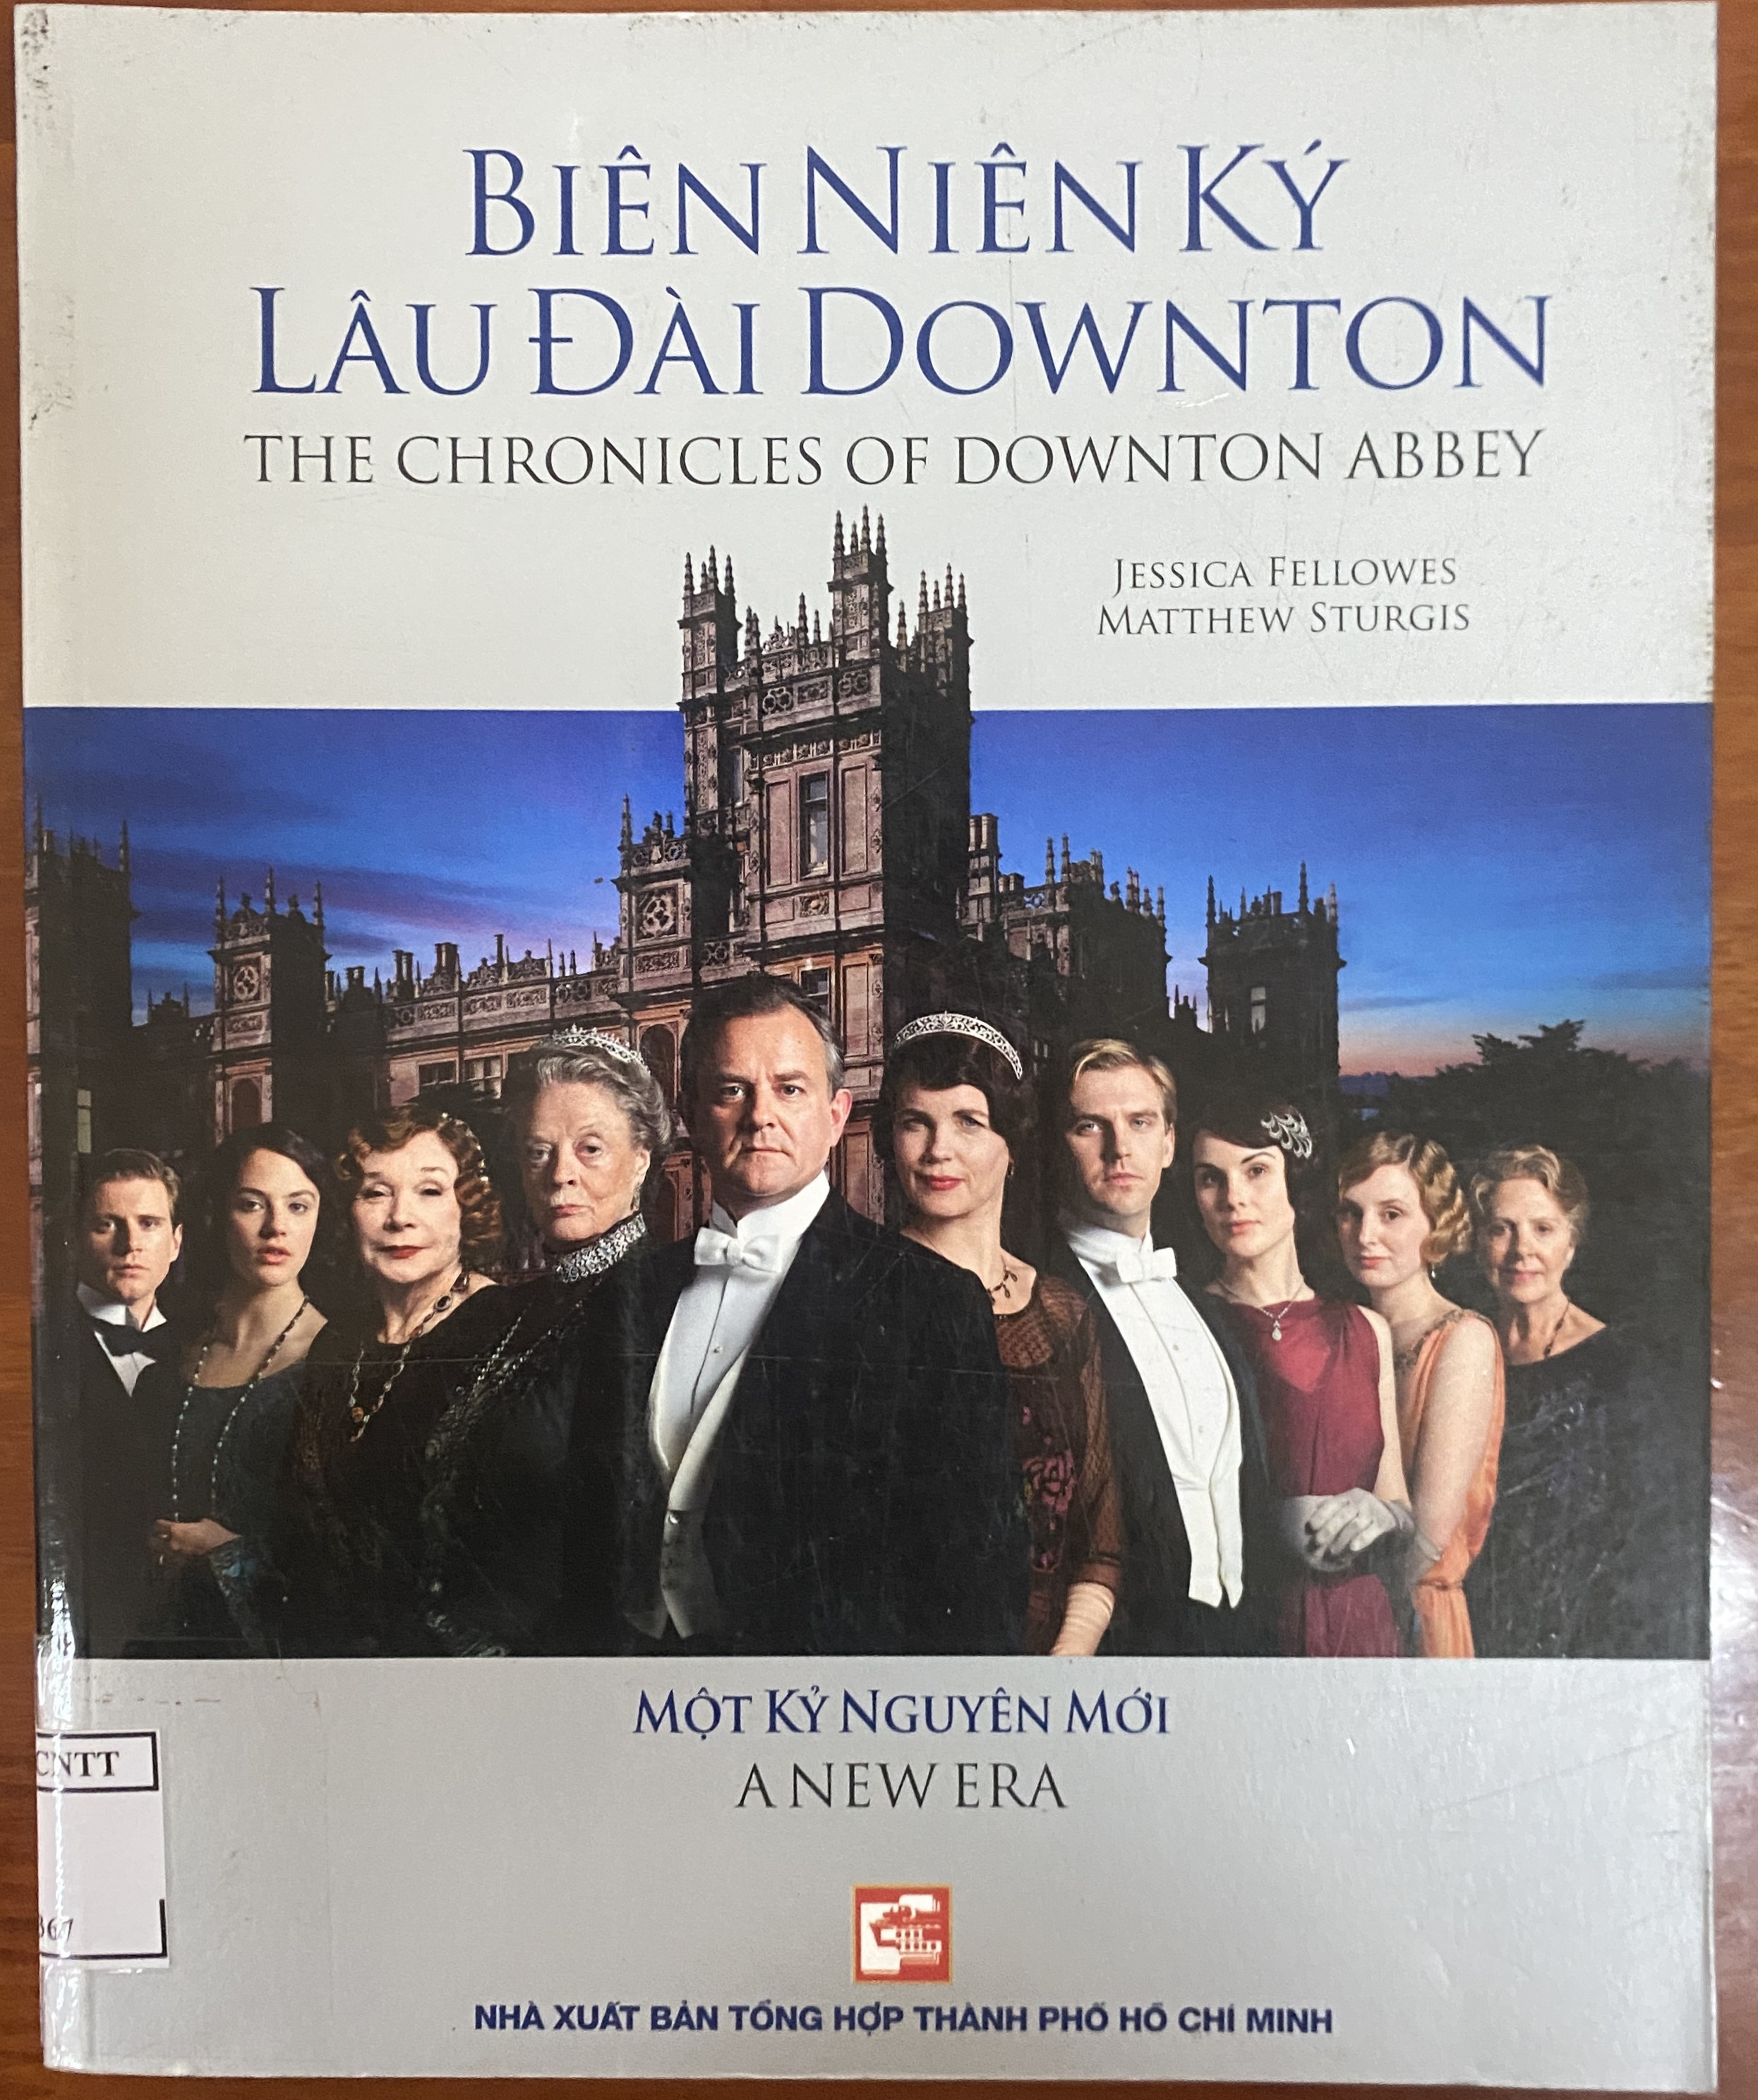 BIÊN NIÊN KÝ
LÂU ĐÀI DOWNTON
THE CHRONICLES OF DOWNTON ABBEY
JESSICA FELLOWES
MATTHEW STURGIS
MỘT KỶ NGUYÊN MỚI
A NEW ERA
CNTT
367
NHÀ XUẤT BẢN TỔNG HỢP THÀNH PHỐ HỒ CHÍ MINH